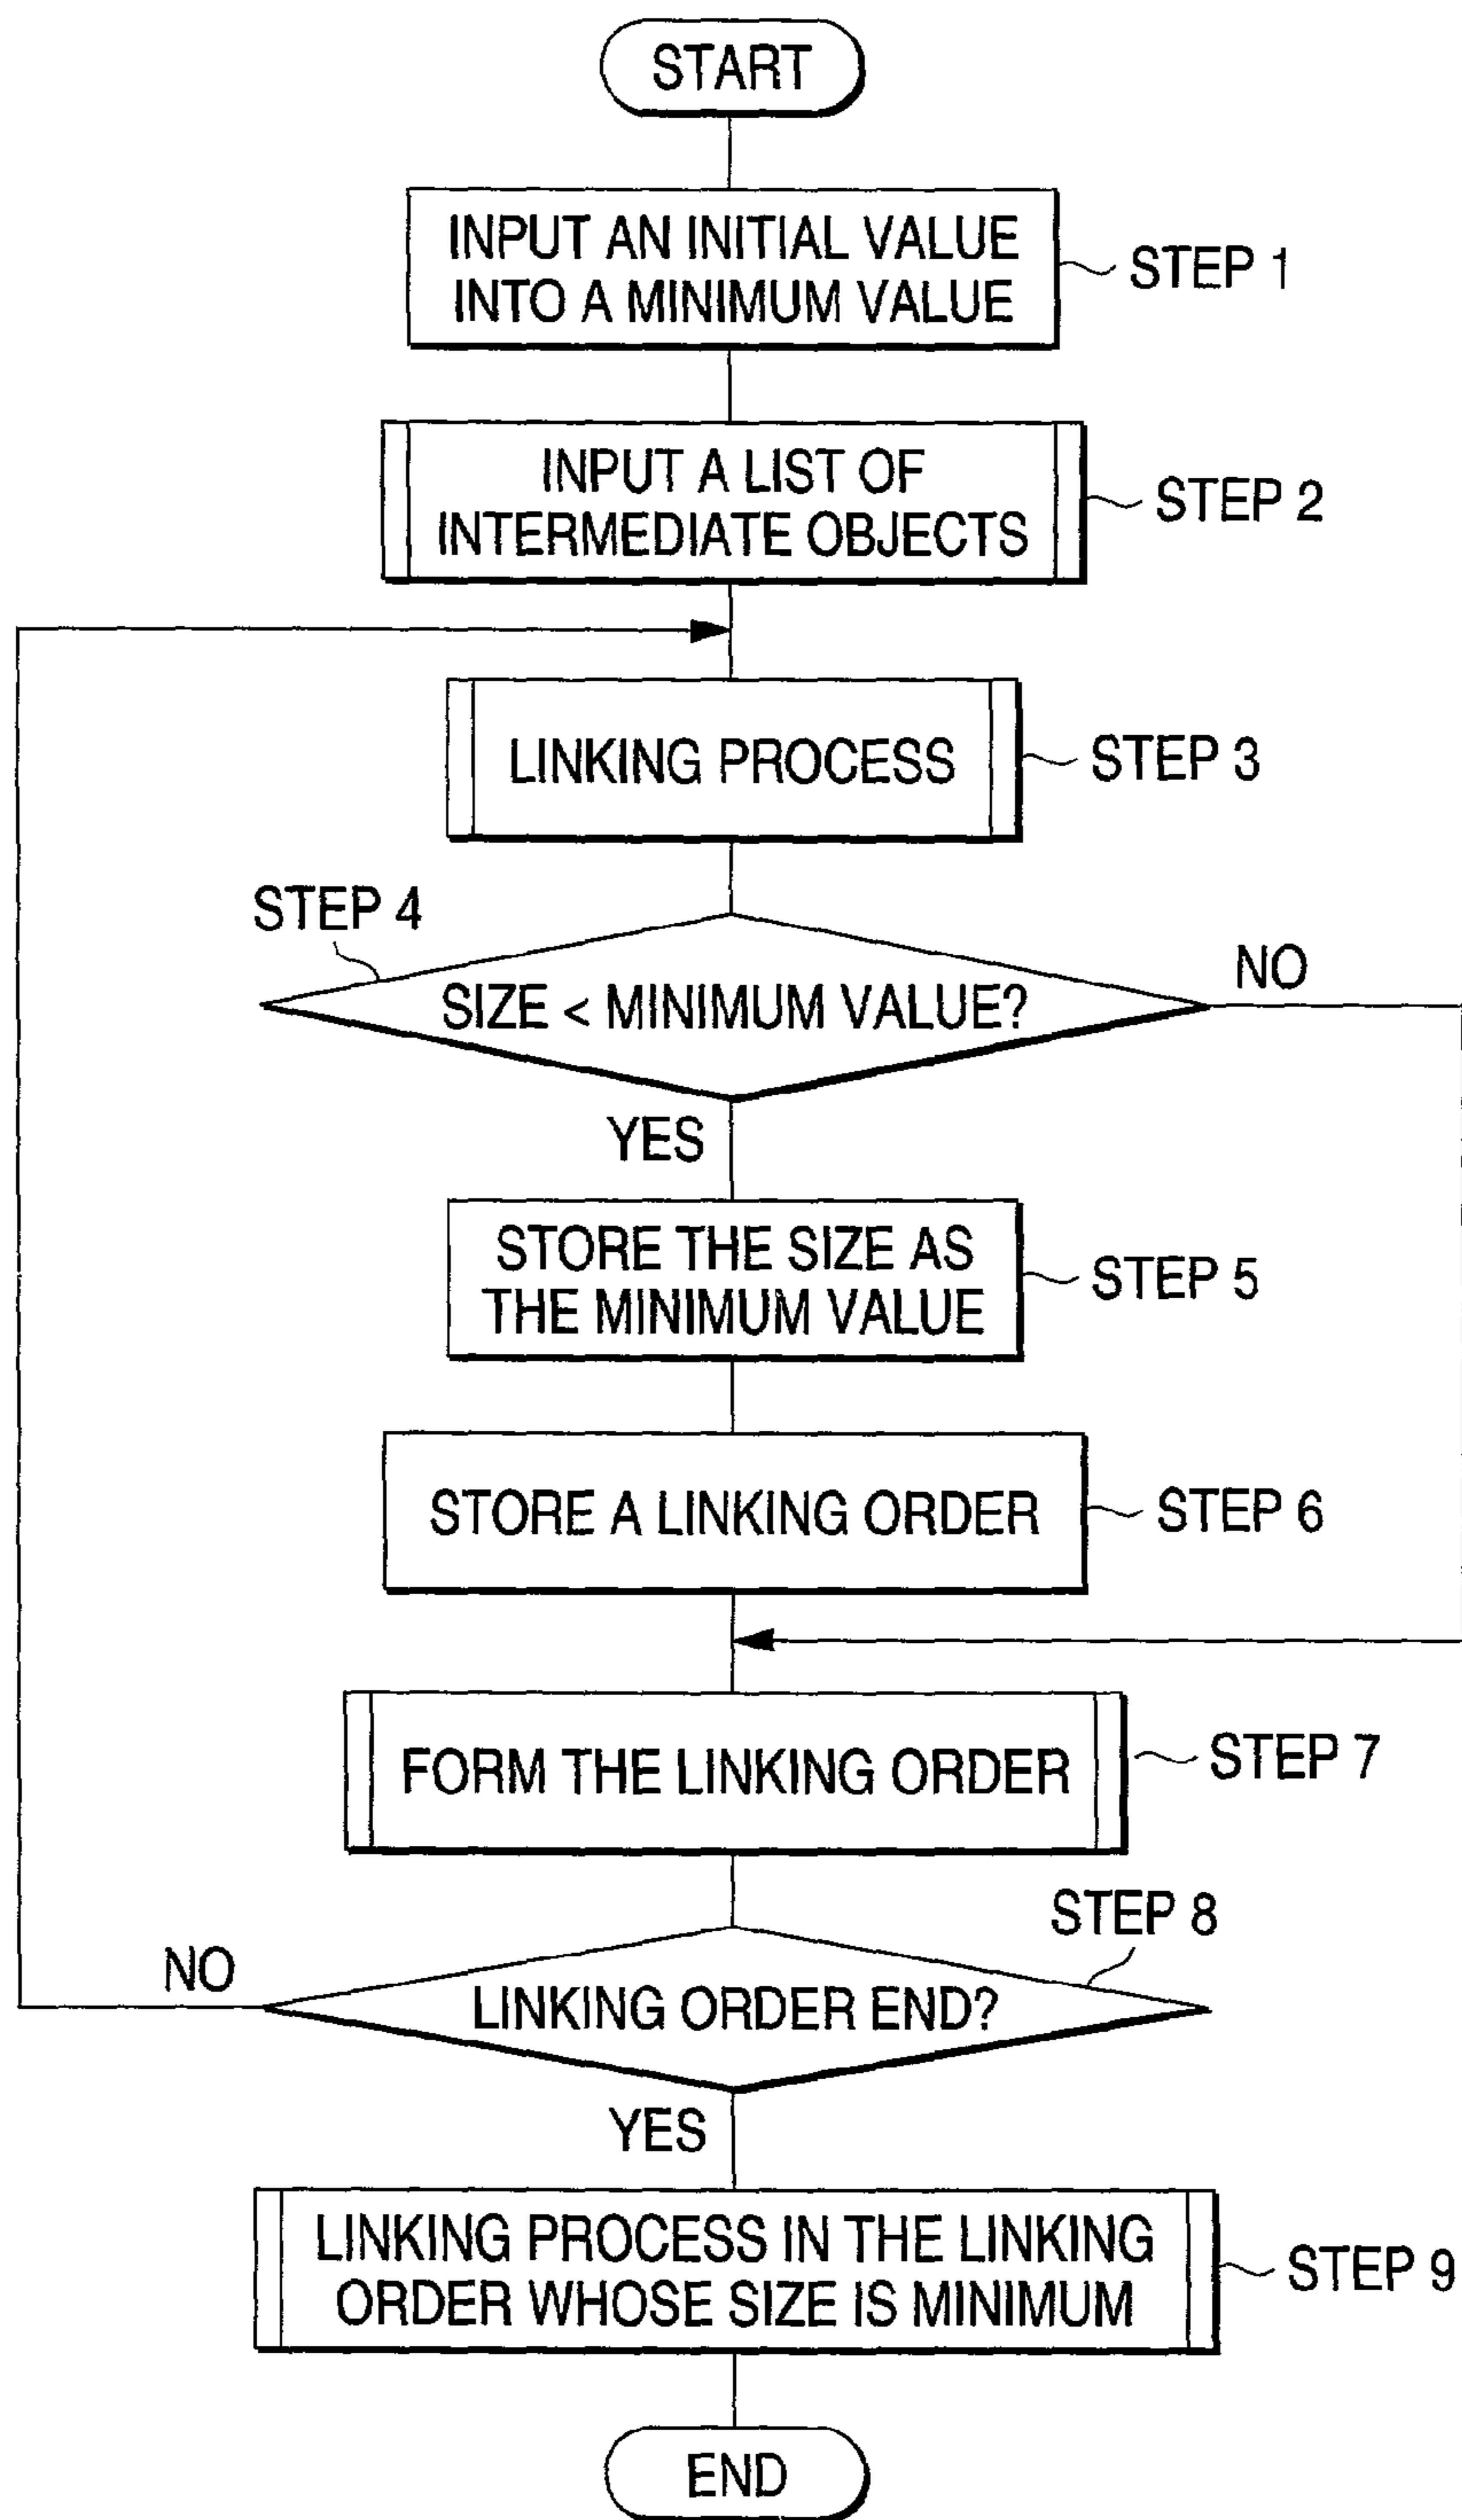 START
INPUT AN INITIAL VALUE
INTO A MINIMUM VALUE
STEP 1
INPUT A LIST OF
INTERMEDIATE OBJECTS
STEP 2
LINKING PROCESS
STEP 3
STEP 4
SIZE < MINIMUM VALUE?
NO
YES
STORE THE SIZE AS
THE MINIMUM VALUE
STEP 5
STORE A LINKING ORDER
STEP 6
FORM THE LINKING ORDER
STEP 7
STEP 8
NO
LINKING ORDER END?
YES
LINKING PROCESS IN THE LINKING
ORDER WHOSE SIZE IS MINIMUM
STEP 9
END